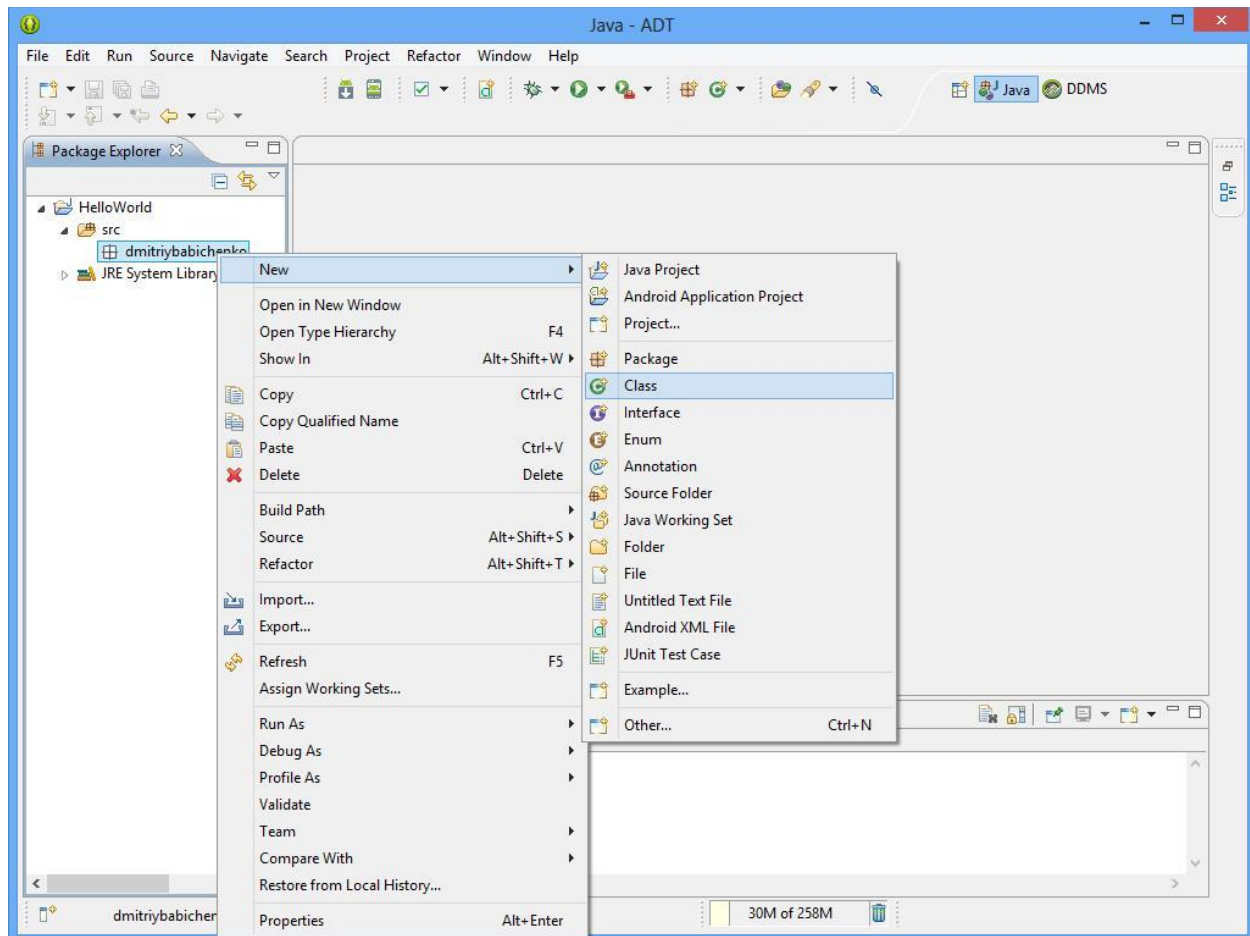 Java - ADT
File Edit Run Source Navigate Search Project Refactor Window Help
Java DDMS
Package Explorer
HelloWorld
src
dmitriybabichenko
JRE System Library
New
Open in New Window
Open Type Hierarchy F4
Show In Alt+Shift+W
Copy Ctrl+C
Copy Qualified Name
Paste Ctrl+V
Delete Delete
Build Path
Source Alt+Shift+S
Refactor Alt+Shift+T
Import...
Export...
Refresh F5
Assign Working Sets...
Run As
Debug As
Profile As
Validate
Team
Compare With
Restore from Local History...
Properties Alt+Enter
Java Project
Android Application Project
Project...
Package
Class
Interface
Enum
Annotation
Source Folder
Java Working Set
Folder
File
Untitled Text File
Android XML File
JUnit Test Case
Example...
Other... Ctrl+N
dmitriybabicher
30M of 258M